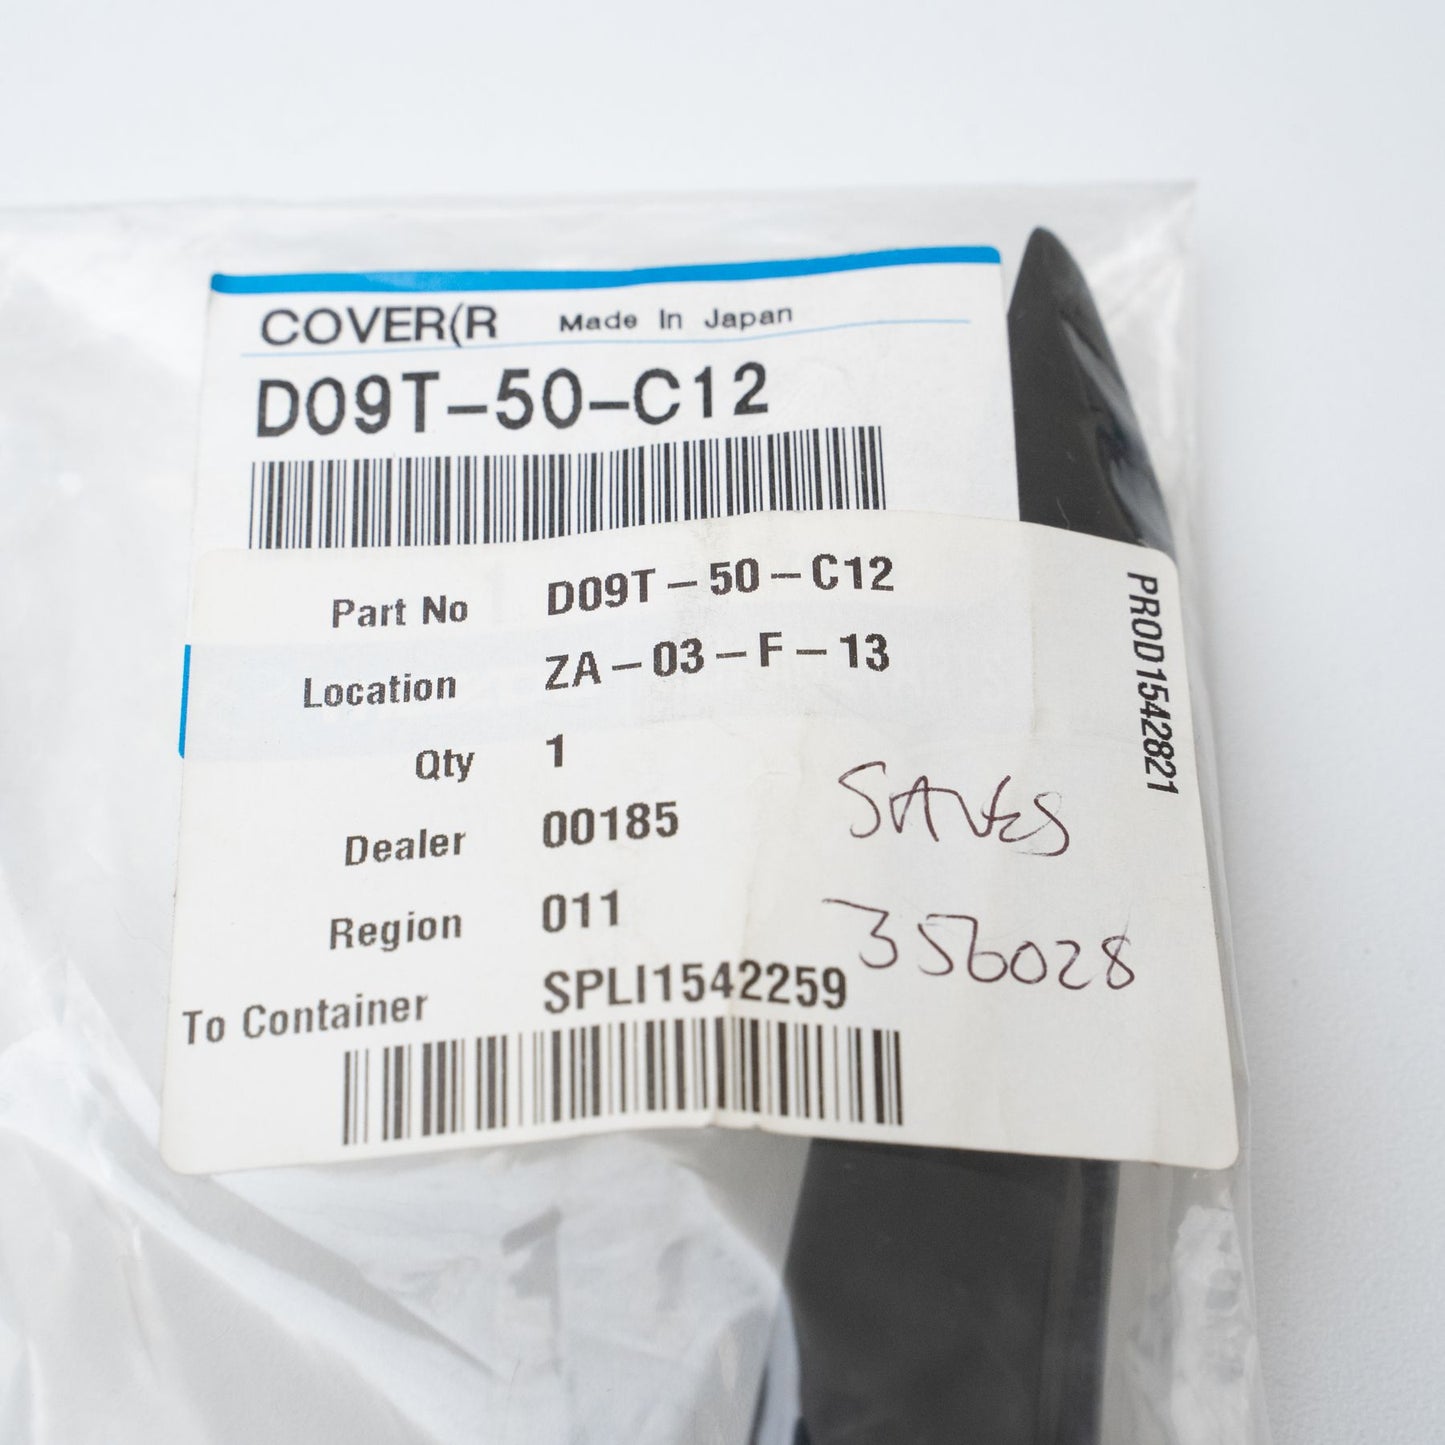 COVER(R Made In Japan
D09T-50-C12
Part No D09T-50-C12
Location ZA-03-F-13
Qty 1
Dealer 00185
Region 011
To Container SPLI1542259
PROD1542821
SALES
356028